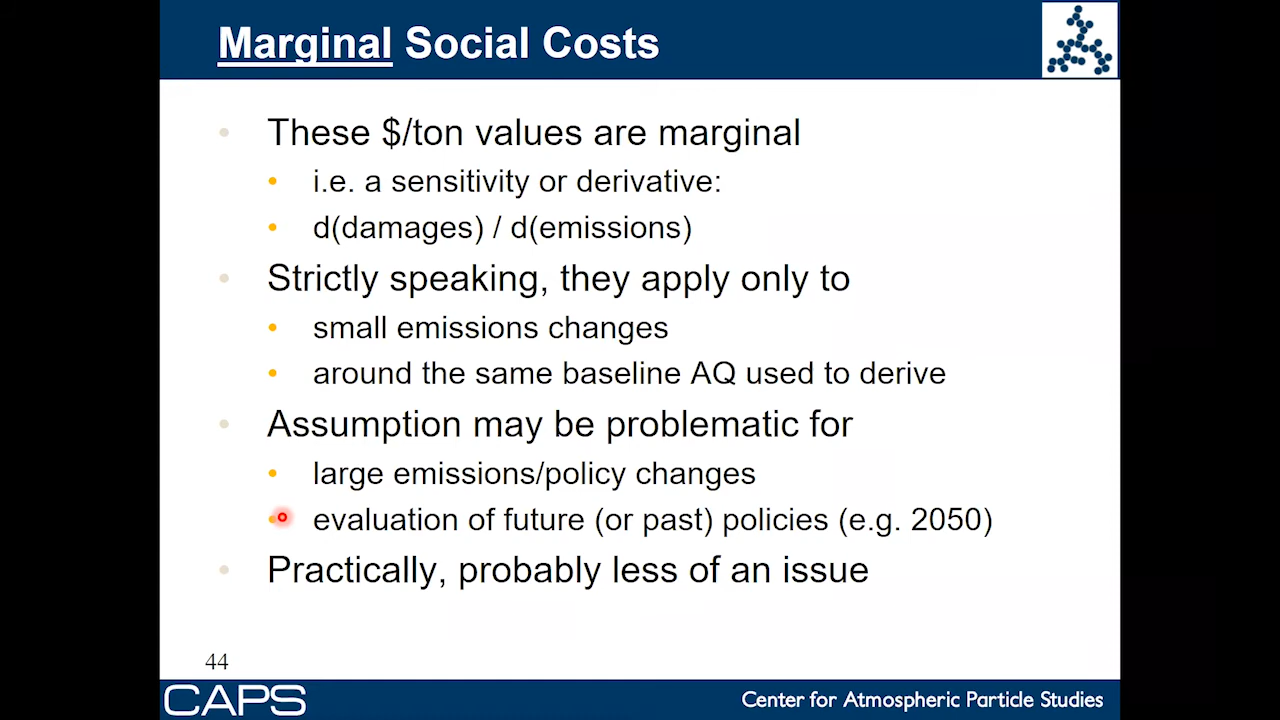 Marginal Social Costs
• These $/ton values are marginal
• i.e. a sensitivity or derivative:
• d(damages) / d(emissions)
• Strictly speaking, they apply only to
• small emissions changes
• around the same baseline AQ used to derive
• Assumption may be problematic for
• large emissions/policy changes
• evaluation of future (or past) policies (e.g. 2050)
• Practically, probably less of an issue
44
CAPS
Center for Atmospheric Particle Studies